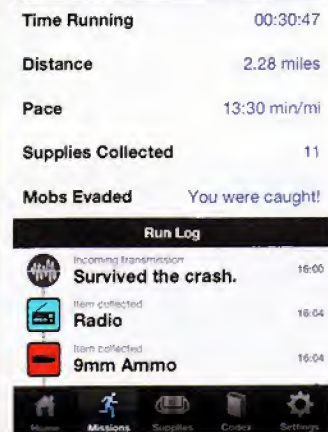 Time Running 00:30:47
Distance 2.28 miles
Pace 13:30 min/mi
Supplies Collected 11
Mobs Evaded You were caught!
Run Log
Incoming transmission
Survived the crash. 16:00
Item collected
Radio 16:04
Item collected
9mm Ammo 16:04
Home Missions Supplies Codex Settings